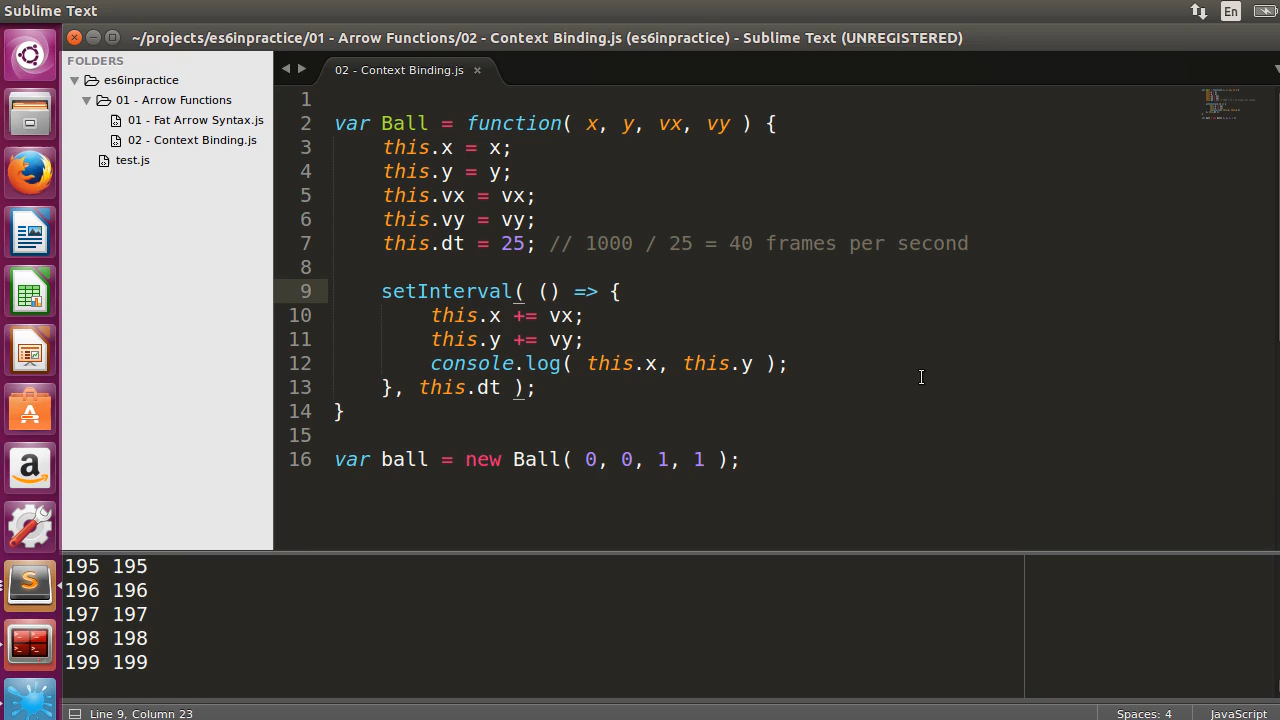 Sublime Text
En
~/projects/es6inpractice/01 - Arrow Functions/02 - Context Binding.js (es6inpractice) - Sublime Text (UNREGISTERED)
FOLDERS
es6inpractice
01 - Arrow Functions
01 - Fat Arrow Syntax.js
02 - Context Binding.js
test.js
02 - Context Binding.js ×
1
2 var Ball = function( x, y, vx, vy ) {
3     this.x = x;
4     this.y = y;
5     this.vx = vx;
6     this.vy = vy;
7     this.dt = 25; // 1000 / 25 = 40 frames per second
8
9     setInterval( () => {
10         this.x += vx;
11         this.y += vy;
12         console.log( this.x, this.y );
13     }, this.dt );
14 }
15
16 var ball = new Ball( 0, 0, 1, 1 );
195 195
196 196
197 197
198 198
199 199
Line 9, Column 23
Spaces: 4
JavaScript